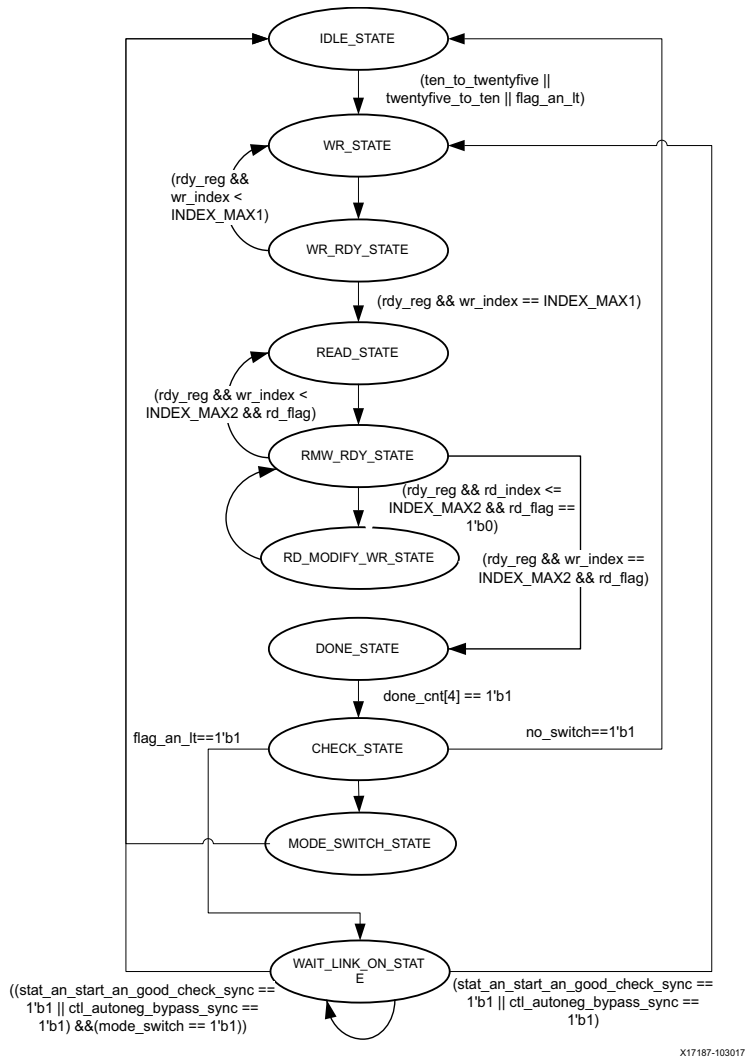 IDLE_STATE
(ten_to_twentyfive ||
twentyfive_to_ten || flag_an_lt)
WR_STATE
(rdy_reg &&
wr_index <
INDEX_MAX1)
WR_RDY_STATE
(rdy_reg && wr_index == INDEX_MAX1)
READ_STATE
(rdy_reg && wr_index <
INDEX_MAX2 && rd_flag)
RMW_RDY_STATE
(rdy_reg && rd_index <=
INDEX_MAX2 && rd_flag ==
1'b0)
RD_MODIFY_WR_STATE
(rdy_reg && wr_index ==
INDEX_MAX2 && rd_flag)
DONE_STATE
done_cnt[4] == 1'b1
flag_an_lt==1'b1
no_switch==1'b1
CHECK_STATE
MODE_SWITCH_STATE
WAIT_LINK_ON_STAT
E
((stat_an_start_an_good_check_sync ==
1'b1 || ctl_autoneg_bypass_sync ==
1'b1) &&(mode_switch == 1'b1))
(stat_an_start_an_good_check_sync ==
1'b1 || ctl_autoneg_bypass_sync ==
1'b1)
X17187-103017